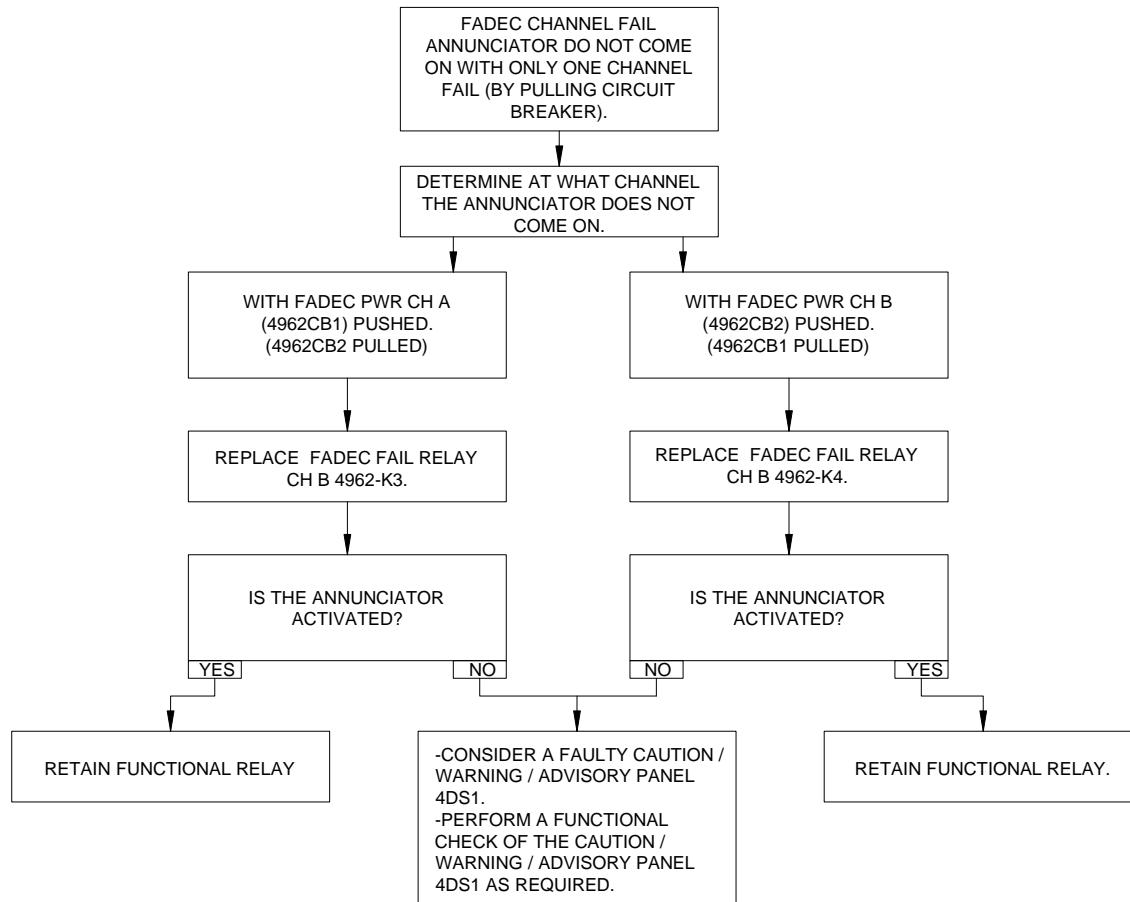 FADEC CHANNEL FAIL
ANNUNCIATOR DO NOT COME
ON WITH ONLY ONE CHANNEL
FAIL (BY PULLING CIRCUIT
BREAKER).
DETERMINE AT WHAT CHANNEL
THE ANNUNCIATOR DOES NOT
COME ON.
WITH FADEC PWR CH A
(4962CB1) PUSHED.
(4962CB2 PULLED)
WITH FADEC PWR CH B
(4962CB2) PUSHED.
(4962CB1 PULLED)
REPLACE FADEC FAIL RELAY
CH B 4962-K3.
REPLACE FADEC FAIL RELAY
CH B 4962-K4.
IS THE ANNUNCIATOR
ACTIVATED?
IS THE ANNUNCIATOR
ACTIVATED?
YES
NO
NO
YES
RETAIN FUNCTIONAL RELAY
-CONSIDER A FAULTY CAUTION /
WARNING / ADVISORY PANEL
4DS1.
-PERFORM A FUNCTIONAL
CHECK OF THE CAUTION /
WARNING / ADVISORY PANEL
4DS1 AS REQUIRED.
RETAIN FUNCTIONAL RELAY.